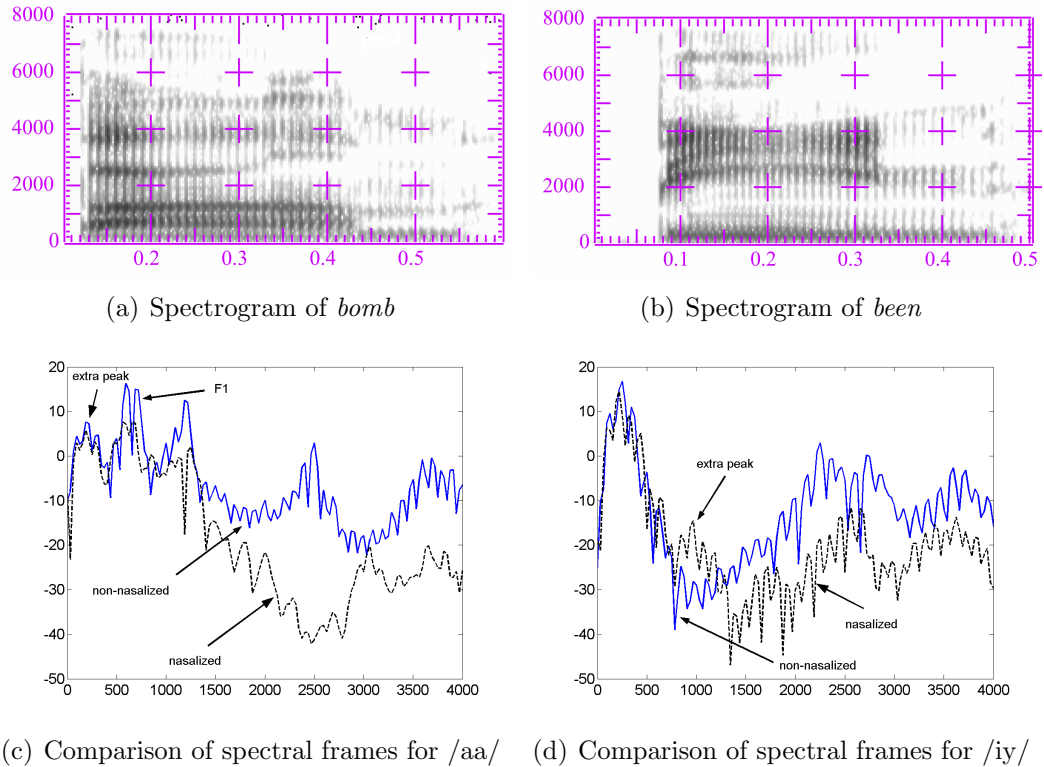 8000
6000
4000
2000
0
0.2 0.3 0.4 0.5
(a) Spectrogram of bomb
8000
6000
4000
2000
0
0.1 0.2 0.3 0.4 0.5
(b) Spectrogram of been
20
10
0
-10
-20
-30
-40
-50
0 500 1000 1500 2000 2500 3000 3500 4000
extra peak
F1
non-nasalized
nasalized
(c) Comparison of spectral frames for /aa/
20
10
0
-10
-20
-30
-40
-50
0 500 1000 1500 2000 2500 3000 3500 4000
extra peak
nasalized
non-nasalized
(d) Comparison of spectral frames for /iy/